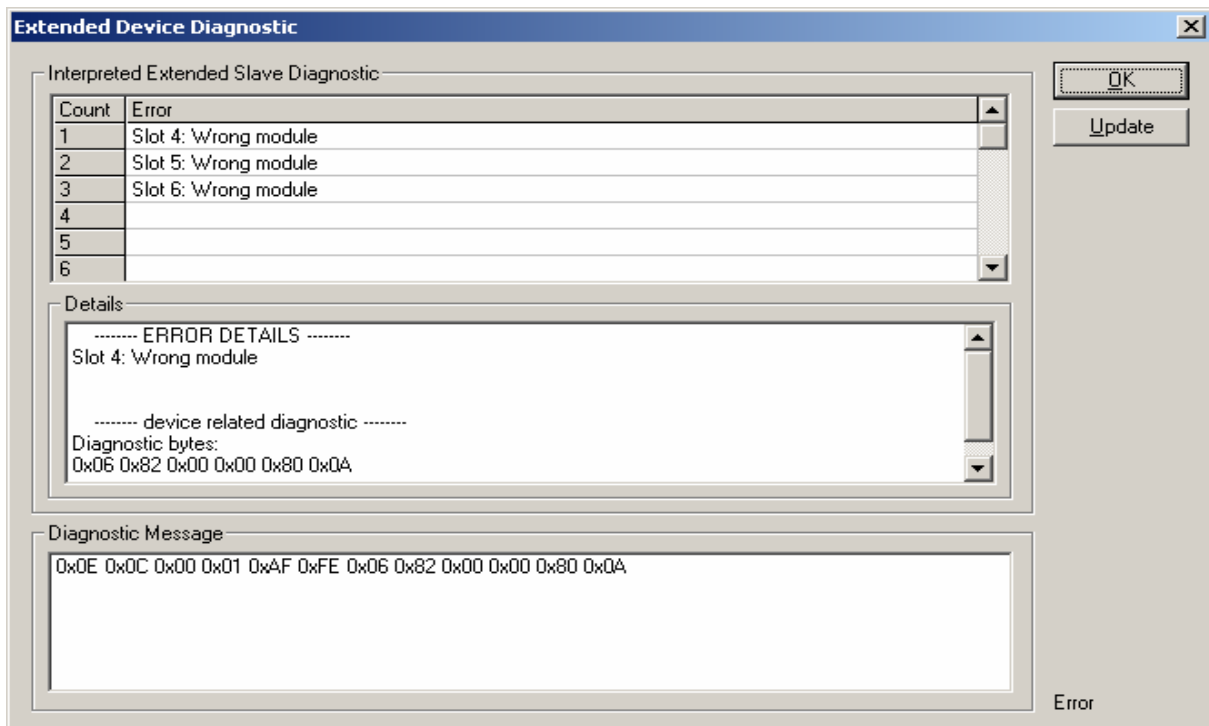 Extended Device Diagnostic
Interpreted Extended Slave Diagnostic
Count Error
1 Slot 4: Wrong module
2 Slot 5: Wrong module
3 Slot 6: Wrong module
4
5
6
Details
-------- ERROR DETAILS --------
Slot 4: Wrong module
-------- device related diagnostic --------
Diagnostic bytes:
0x06 0x82 0x00 0x00 0x80 0x0A
Diagnostic Message
0x0E 0x0C 0x00 0x01 0xAF 0xFE 0x06 0x82 0x00 0x00 0x80 0x0A
OK
Update
Error